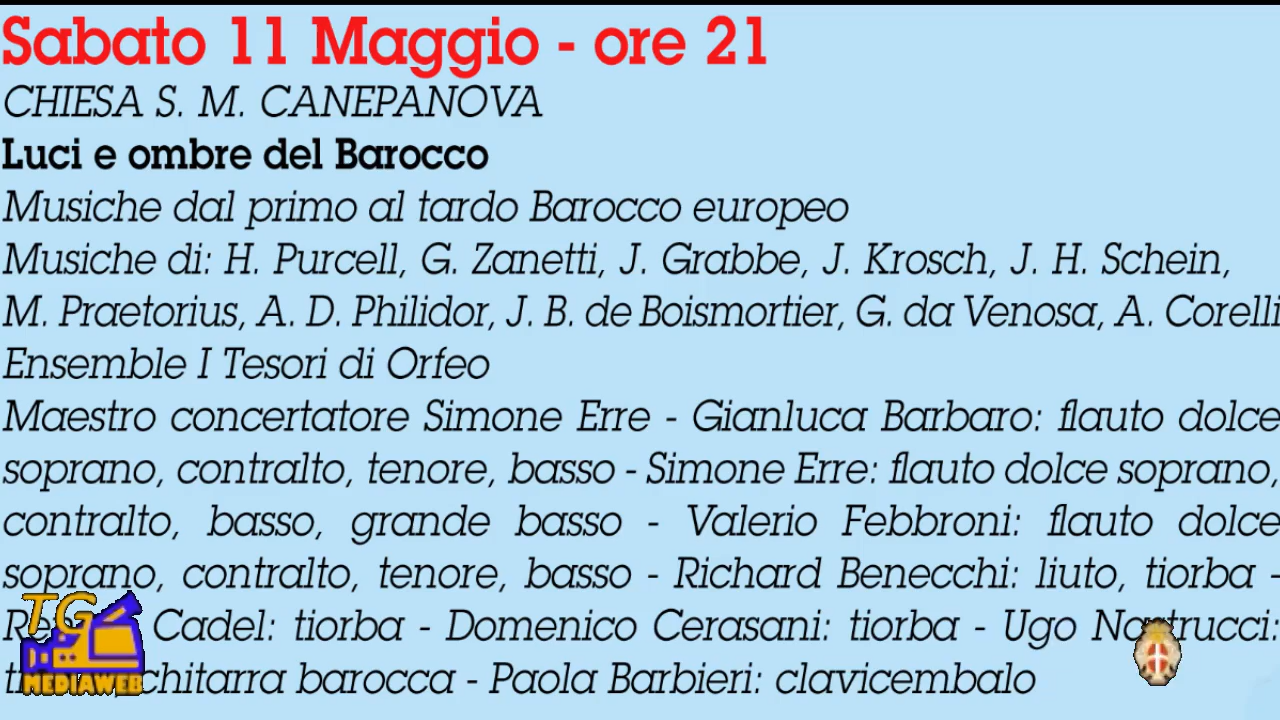 Sabato 11 Maggio - ore 21
CHIESA S. M. CANEPANOVA
Luci e ombre del Barocco
Musiche dal primo al tardo Barocco europeo
Musiche di: H. Purcell, G. Zanetti, J. Grabbe, J. Krosch, J. H. Schein,
M. Praetorius, A. D. Philidor, J. B. de Boismortier, G. da Venosa, A. Corelli
Ensemble I Tesori di Orfeo
Maestro concertatore Simone Erre - Gianluca Barbaro: flauto dolce
soprano, contralto, tenore, basso - Simone Erre: flauto dolce soprano,
contralto, basso, grande basso - Valerio Febbroni: flauto dolce
soprano, contralto, tenore, basso - Richard Benecchi: liuto, tiorba -
Cadel: tiorba - Domenico Cerasani: tiorba - Ugo
chitarra barocca - Paola Barbieri: clavicembalo
TG
MEDIAWEB